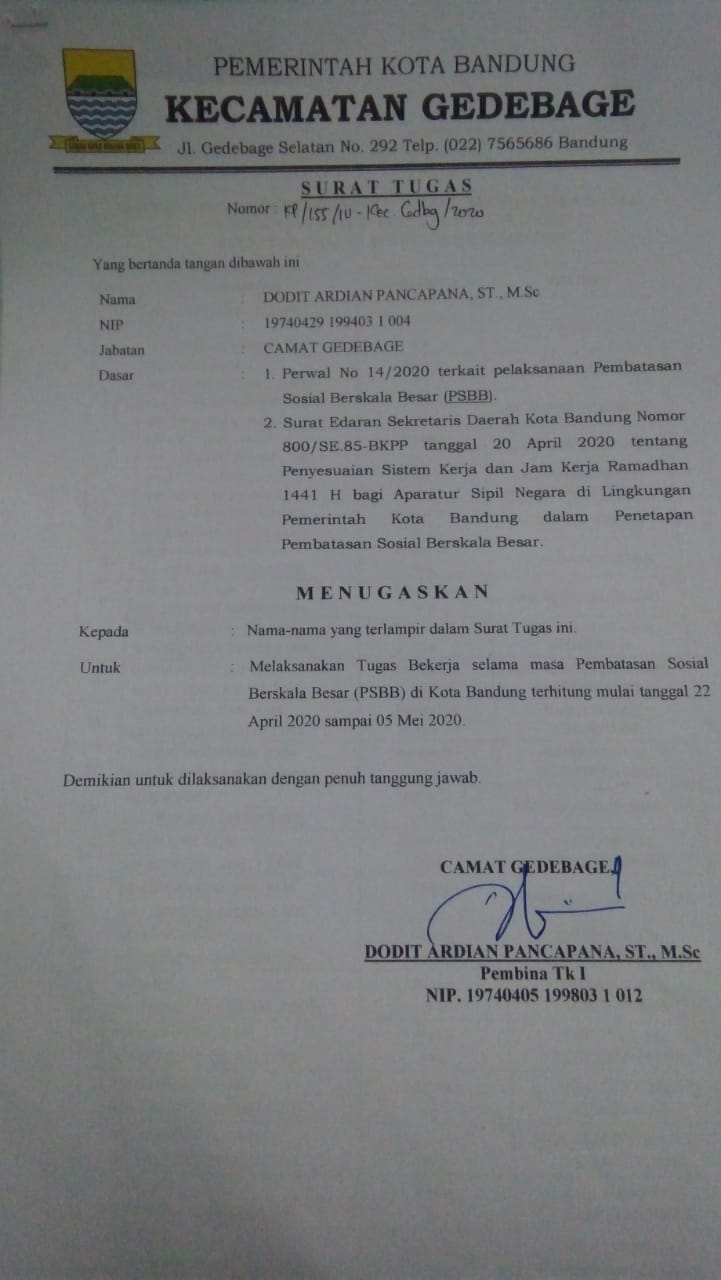 PEMERINTAH KOTA BANDUNG
KECAMATAN GEDEBAGE
Jl. Gedebage Selatan No. 292 Telp. (022) 7565686 Bandung
SURAT TUGAS
Nomor : KP/155/IV-Kec. Gdbg/2020
Yang bertanda tangan dibawah ini
Nama : DODIT ARDIAN PANCAPANA, ST., M.Sc
NIP : 19740429 199403 1 004
Jabatan : CAMAT GEDEBAGE
Dasar : 1. Perwal No 14/2020 terkait pelaksanaan Pembatasan
Sosial Berskala Besar (PSBB).
2. Surat Edaran Sekretaris Daerah Kota Bandung Nomor
800/SE.85-BKPP tanggal 20 April 2020 tentang
Penyesuaian Sistem Kerja dan Jam Kerja Ramadhan
1441 H bagi Aparatur Sipil Negara di Lingkungan
Pemerintah Kota Bandung dalam Penetapan
Pembatasan Sosial Berskala Besar.
MENUGASKAN
Kepada : Nama-nama yang terlampir dalam Surat Tugas ini.
Untuk : Melaksanakan Tugas Bekerja selama masa Pembatasan Sosial
Berskala Besar (PSBB) di Kota Bandung terhitung mulai tanggal 22
April 2020 sampai 05 Mei 2020.
Demikian untuk dilaksanakan dengan penuh tanggung jawab.
CAMAT GEDEBAGE,
DODIT ARDIAN PANCAPANA, ST., M.Sc
Pembina Tk I
NIP. 19740405 199803 1 012